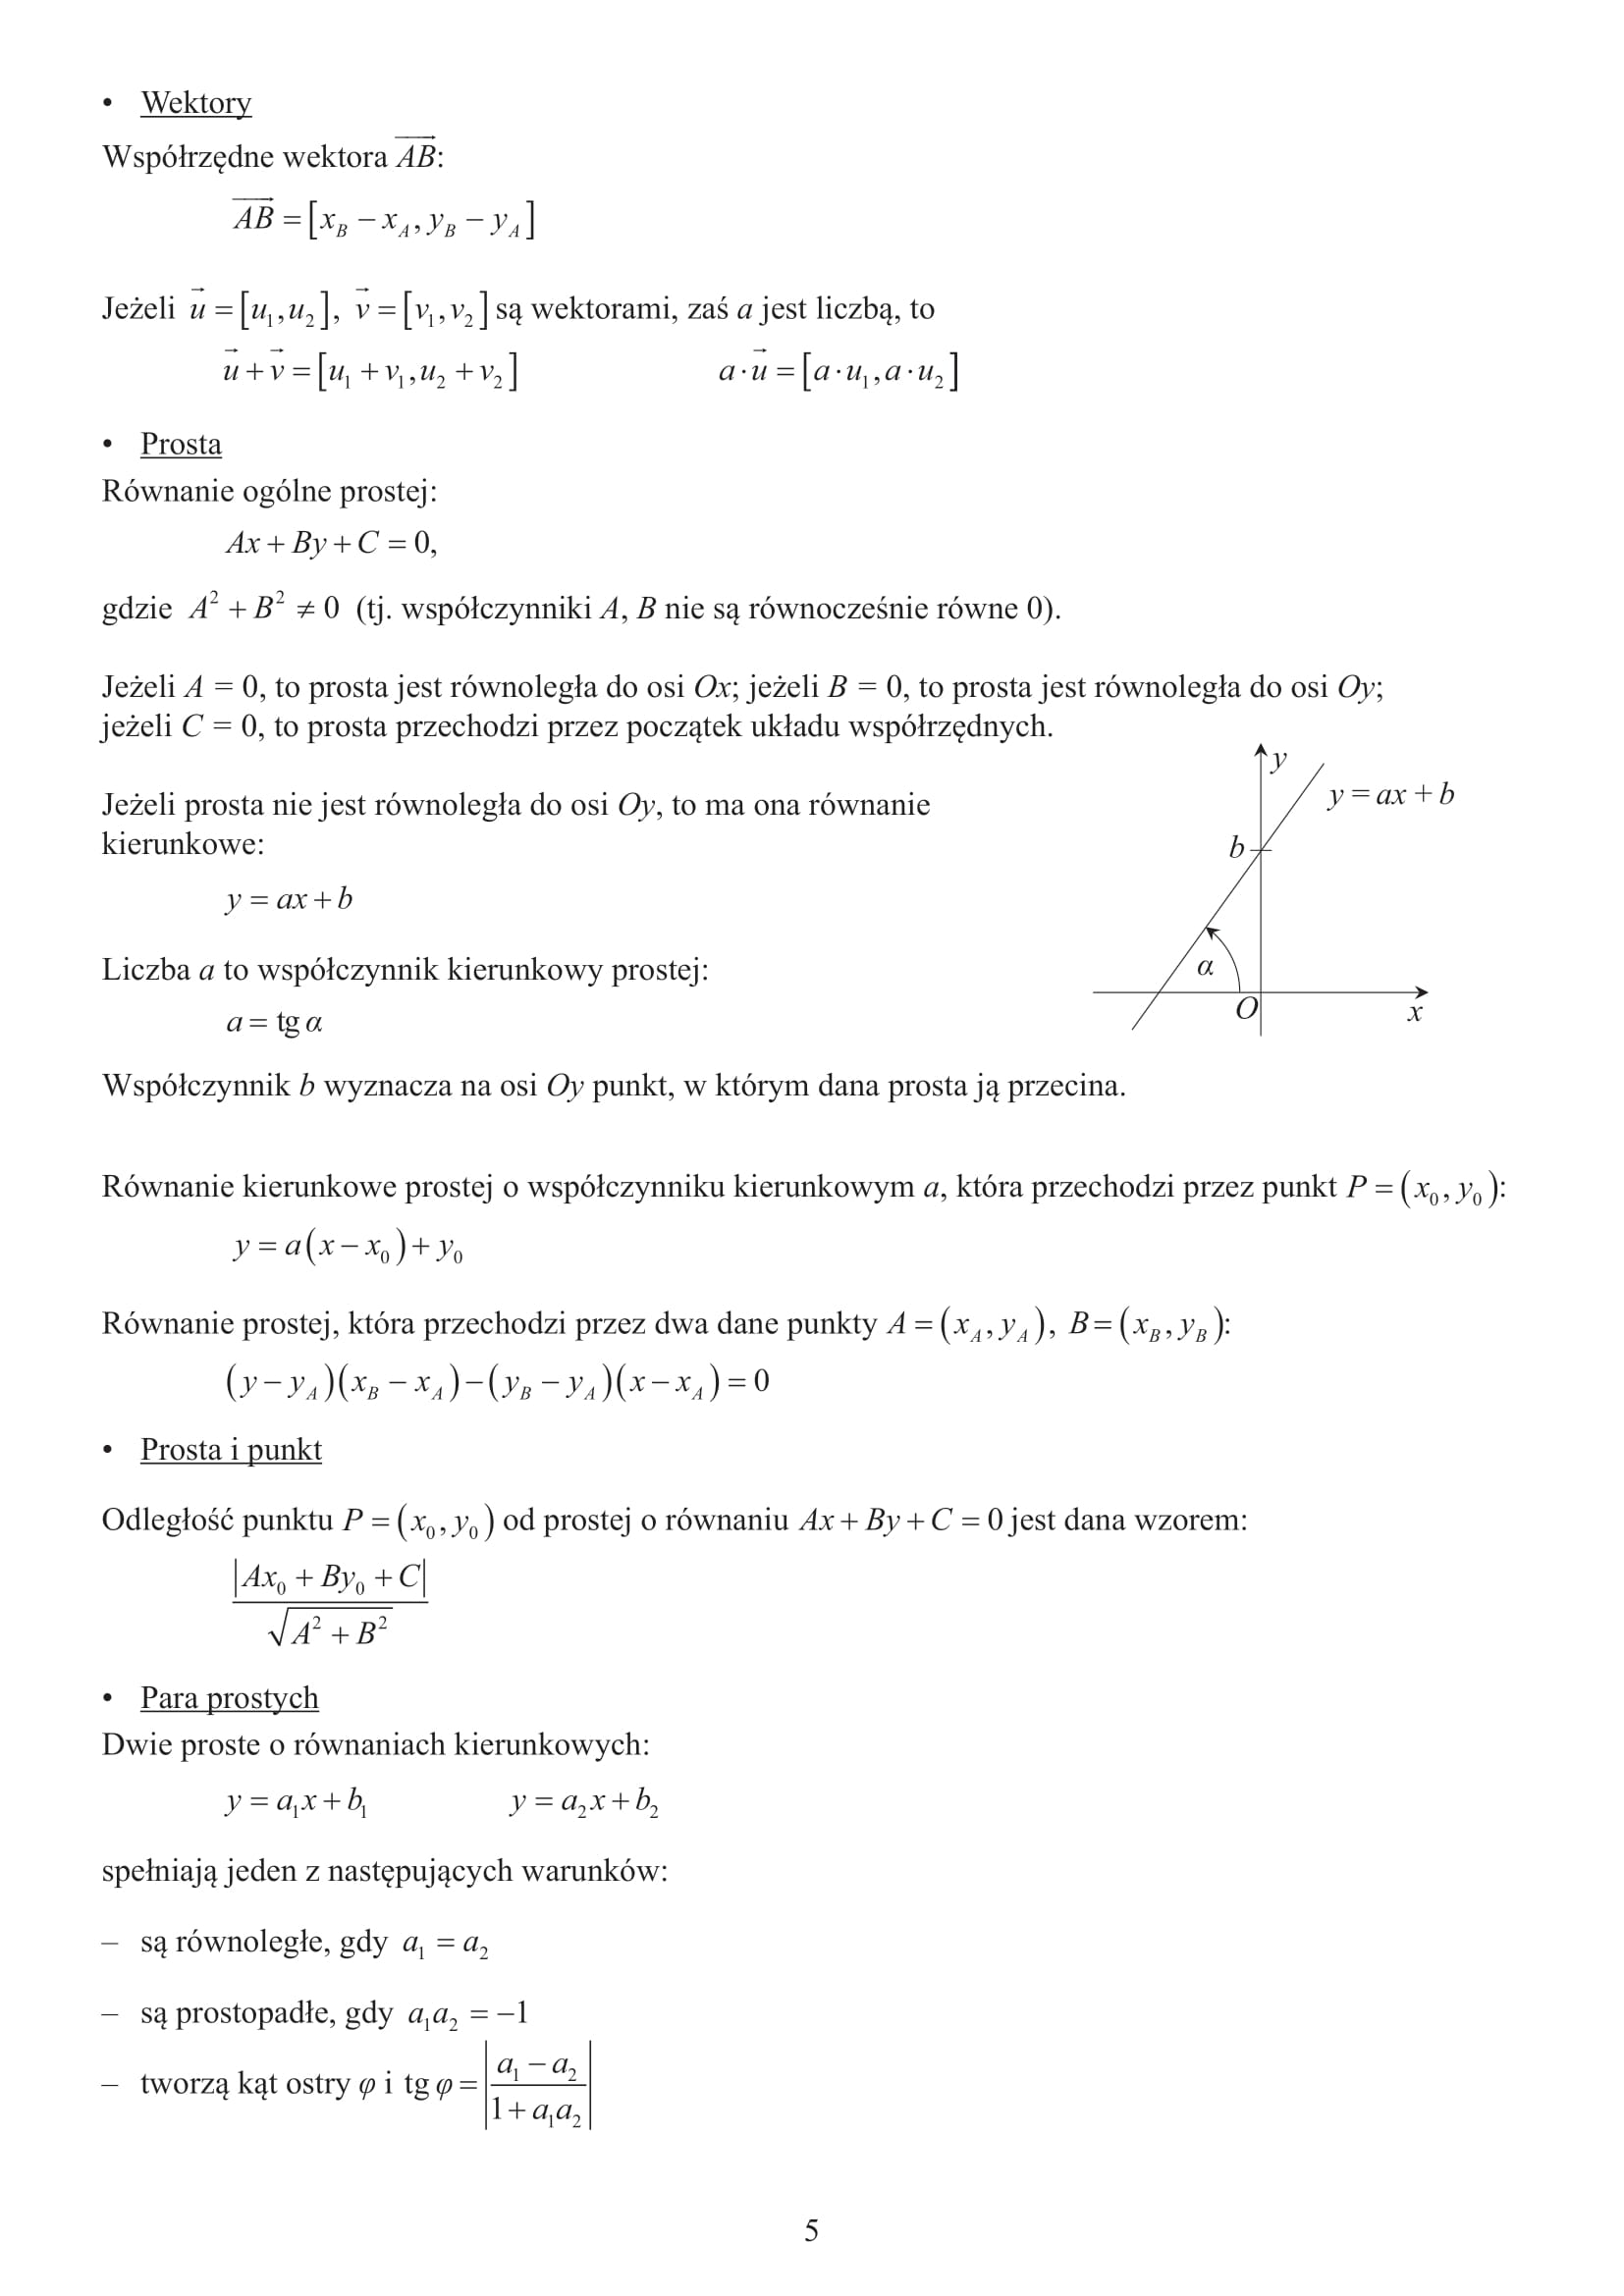 • Wektory
Współrzędne wektora $\overrightarrow{AB}$:
$\overrightarrow{AB} = [x_B - x_A, y_B - y_A]$
Jeżeli $\vec{u} = [u_1, u_2]$, $\vec{v} = [v_1, v_2]$ są wektorami, zaś a jest liczbą, to
$\vec{u} + \vec{v} = [u_1 + v_1, u_2 + v_2]$ $a \cdot \vec{u} = [a \cdot u_1, a \cdot u_2]$
• Prosta
Równanie ogólne prostej:
$Ax + By + C = 0$,
gdzie $A^2 + B^2 \neq 0$ (tj. współczynniki A, B nie są równocześnie równe 0).
Jeżeli A = 0, to prosta jest równoległa do osi Ox; jeżeli B = 0, to prosta jest równoległa do osi Oy;
jeżeli C = 0, to prosta przechodzi przez początek układu współrzędnych.
Jeżeli prosta nie jest równoległa do osi Oy, to ma ona równanie
kierunkowe:
$y = ax + b$
Liczba a to współczynnik kierunkowy prostej:
$a = \text{tg}\,\alpha$
y
y = ax + b
b
α
O
x
Współczynnik b wyznacza na osi Oy punkt, w którym dana prosta ją przecina.
Równanie kierunkowe prostej o współczynniku kierunkowym a, która przechodzi przez punkt $P = (x_0, y_0)$:
$y = a(x - x_0) + y_0$
Równanie prostej, która przechodzi przez dwa dane punkty $A = (x_A, y_A)$, $B = (x_B, y_B)$:
$(y - y_A)(x_B - x_A) - (y_B - y_A)(x - x_A) = 0$
• Prosta i punkt
Odległość punktu $P = (x_0, y_0)$ od prostej o równaniu $Ax + By + C = 0$ jest dana wzorem:
$\frac{|Ax_0 + By_0 + C|}{\sqrt{A^2 + B^2}}$
• Para prostych
Dwie proste o równaniach kierunkowych:
$y = a_1x + b_1$ $y = a_2x + b_2$
spełniają jeden z następujących warunków:
– są równoległe, gdy $a_1 = a_2$
– są prostopadłe, gdy $a_1a_2 = -1$
– tworzą kąt ostry φ i $\text{tg}\,\varphi = \left|\frac{a_1 - a_2}{1 + a_1a_2}\right|$
5